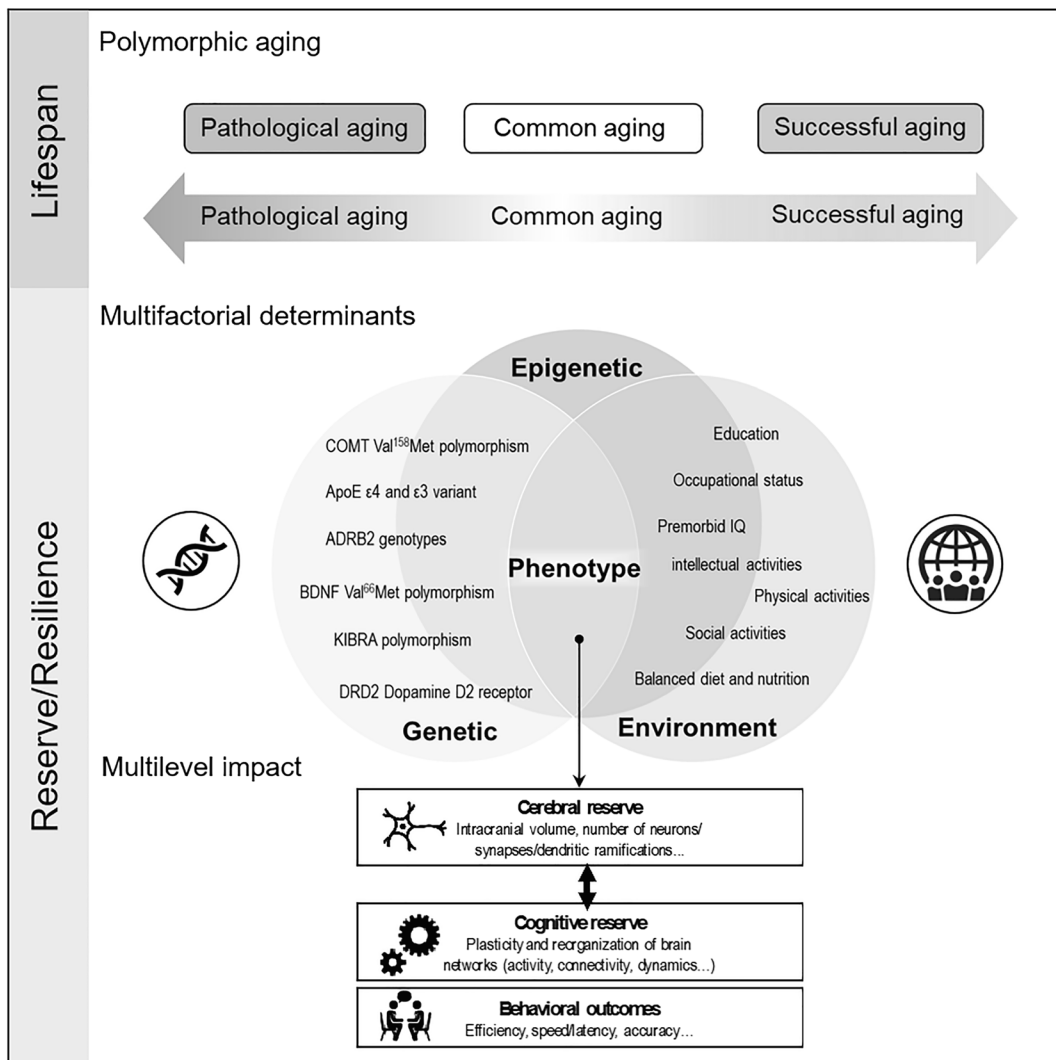 Lifespan
Polymorphic aging
Pathological aging
Common aging
Successful aging
Pathological aging
Common aging
Successful aging
Reserve/Resilience
Multifactorial determinants
Epigenetic
COMT Val158Met polymorphism
ApoE ε4 and ε3 variant
ADRB2 genotypes
BDNF Val66Met polymorphism
KIBRA polymorphism
DRD2 Dopamine D2 receptor
Genetic
Phenotype
Education
Occupational status
Premorbid IQ
intellectual activities
Physical activities
Social activities
Balanced diet and nutrition
Environment
Multilevel impact
Cerebral reserve
Intracranial volume, number of neurons/
synapses/dendritic ramifications...
Cognitive reserve
Plasticity and reorganization of brain
networks (activity, connectivity, dynamics...)
Behavioral outcomes
Efficiency, speed/latency, accuracy...